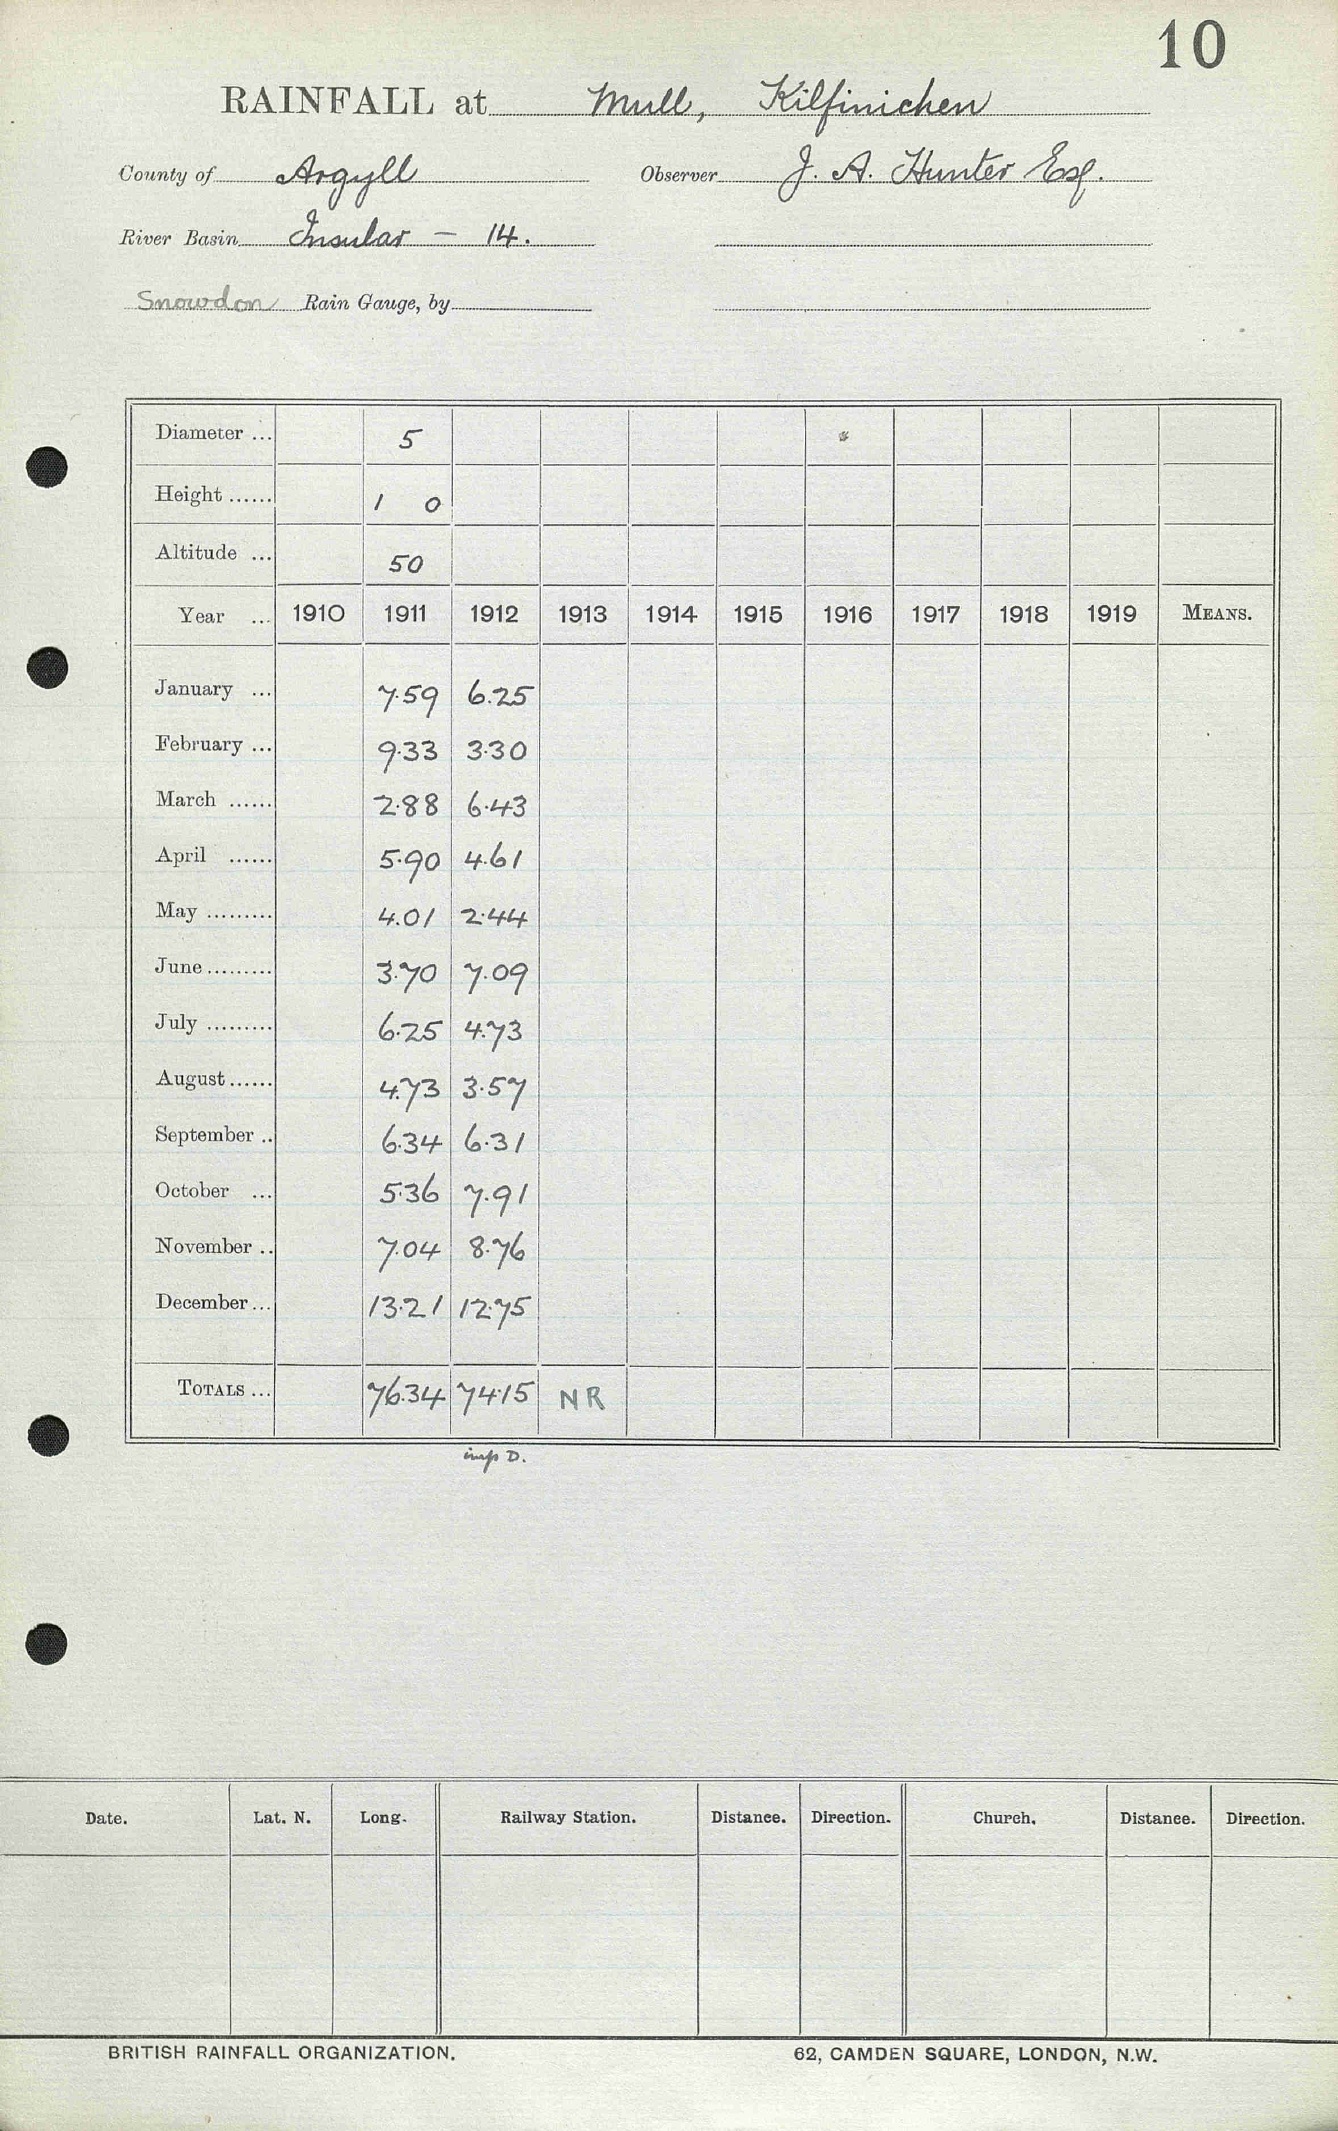 10
RAINFALL at Mull, Kilfinichen
County of Argyll Observer J. A. Hunter Esq.
River Basin Insular — 14.
Snowdon Rain Gauge, by
Diameter ... 5
Height ...... 1 0
Altitude ... 50
Year ... 1910 1911 1912 1913 1914 1915 1916 1917 1918 1919 MEANS.
January ... 7.59 6.25
February ... 9.33 3.30
March ...... 2.88 6.43
April ...... 5.90 4.61
May ......... 4.01 2.44
June ......... 3.70 7.09
July ......... 6.25 4.73
August ...... 4.73 3.57
September .. 6.34 6.31
October ... 5.36 7.91
November .. 7.04 8.76
December ... 13.21 12.75
TOTALS ... 76.34 74.15 NR
imp D.
Date. Lat. N. Long. Railway Station. Distance. Direction. Church. Distance. Direction.
BRITISH RAINFALL ORGANIZATION. 62, CAMDEN SQUARE, LONDON, N.W.